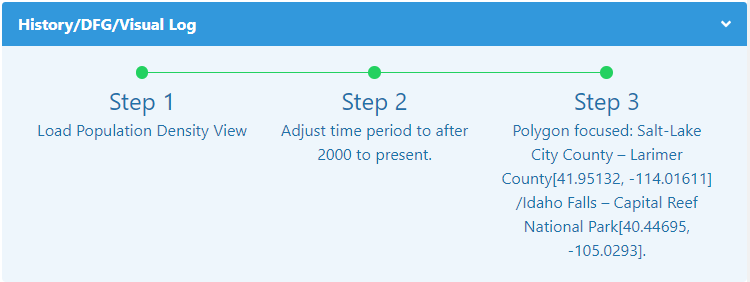 History/DFG/Visual Log
Step 1
Load Population Density View
Step 2
Adjust time period to after
2000 to present.
Step 3
Polygon focused: Salt-Lake
City County – Larimer
County[41.95132, -114.01611]
/Idaho Falls – Capital Reef
National Park[40.44695,
-105.0293].